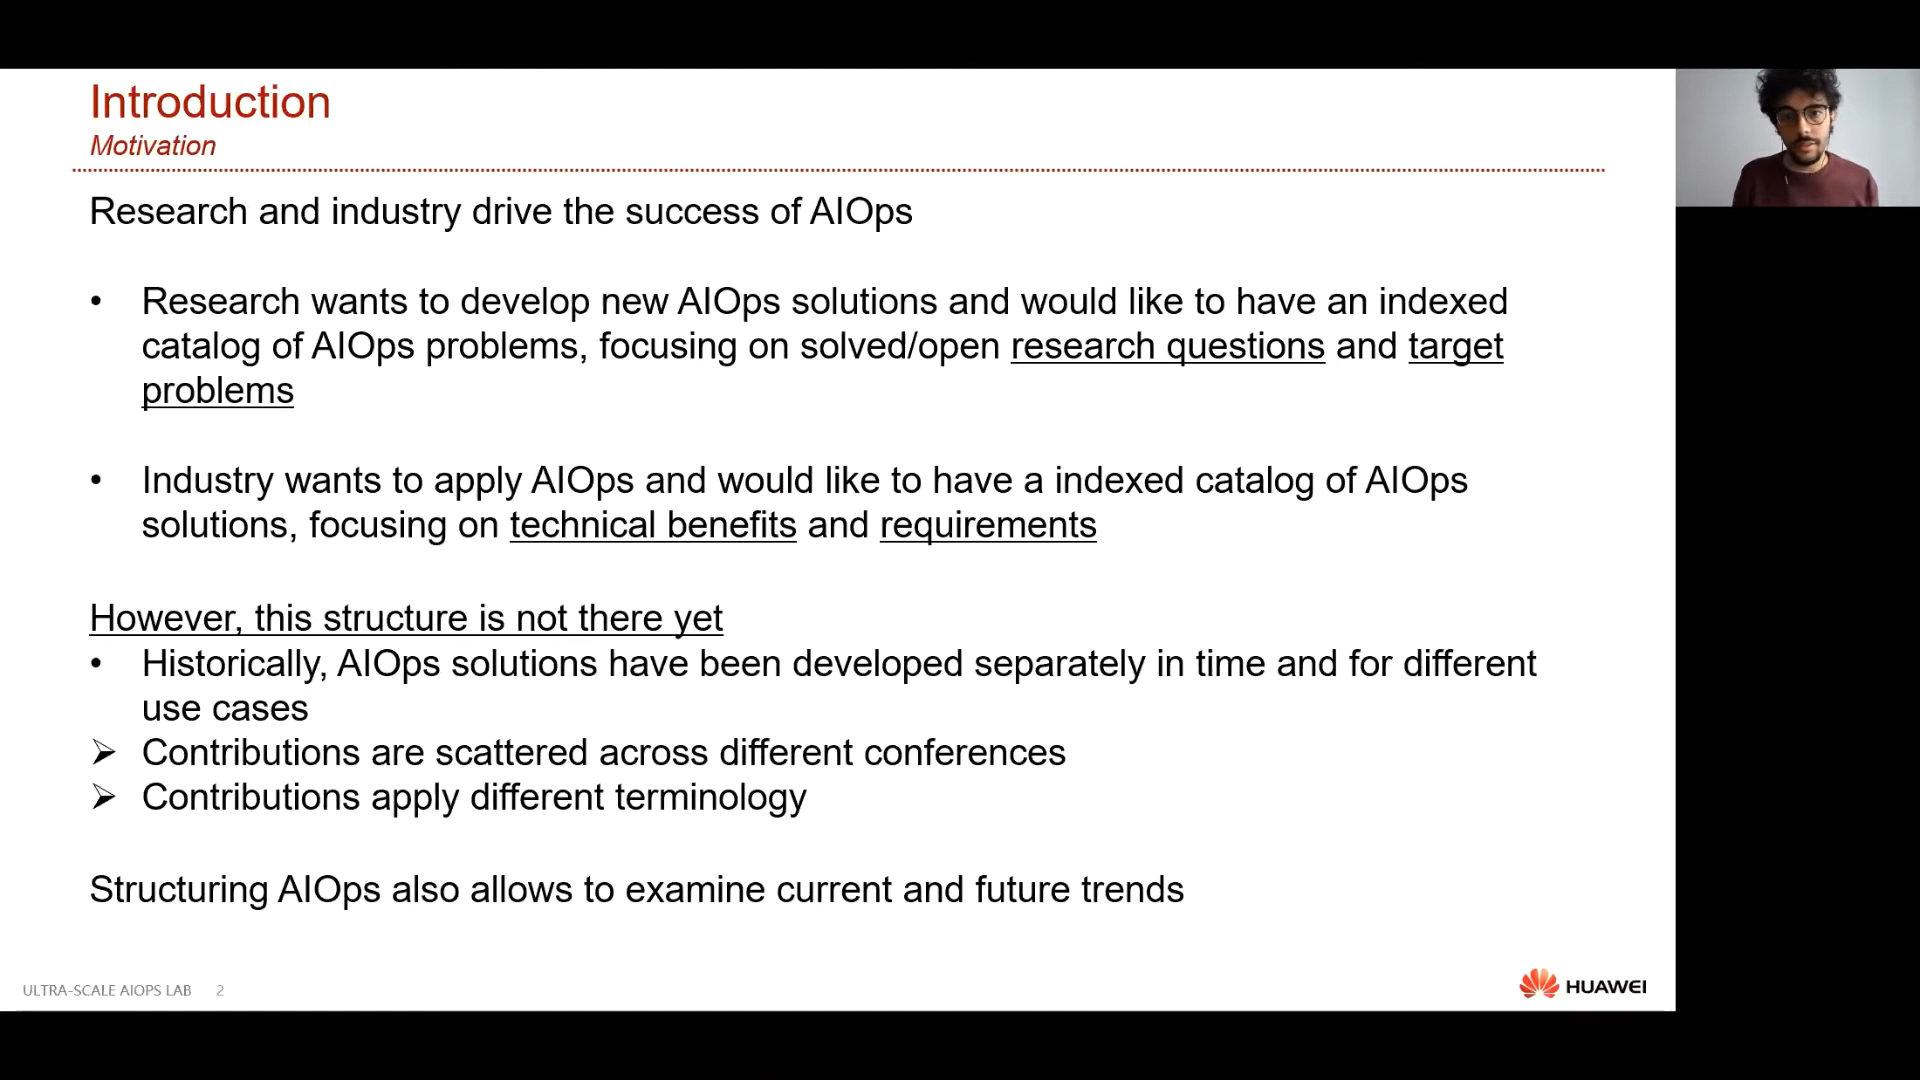 Introduction
Motivation
Research and industry drive the success of AIOps
• Research wants to develop new AIOps solutions and would like to have an indexed
catalog of AIOps problems, focusing on solved/open research questions and target
problems
• Industry wants to apply AIOps and would like to have a indexed catalog of AIOps
solutions, focusing on technical benefits and requirements
However, this structure is not there yet
• Historically, AIOps solutions have been developed separately in time and for different
use cases
➢ Contributions are scattered across different conferences
➢ Contributions apply different terminology
Structuring AIOps also allows to examine current and future trends
ULTRA-SCALE AIOPS LAB 2
HUAWEI